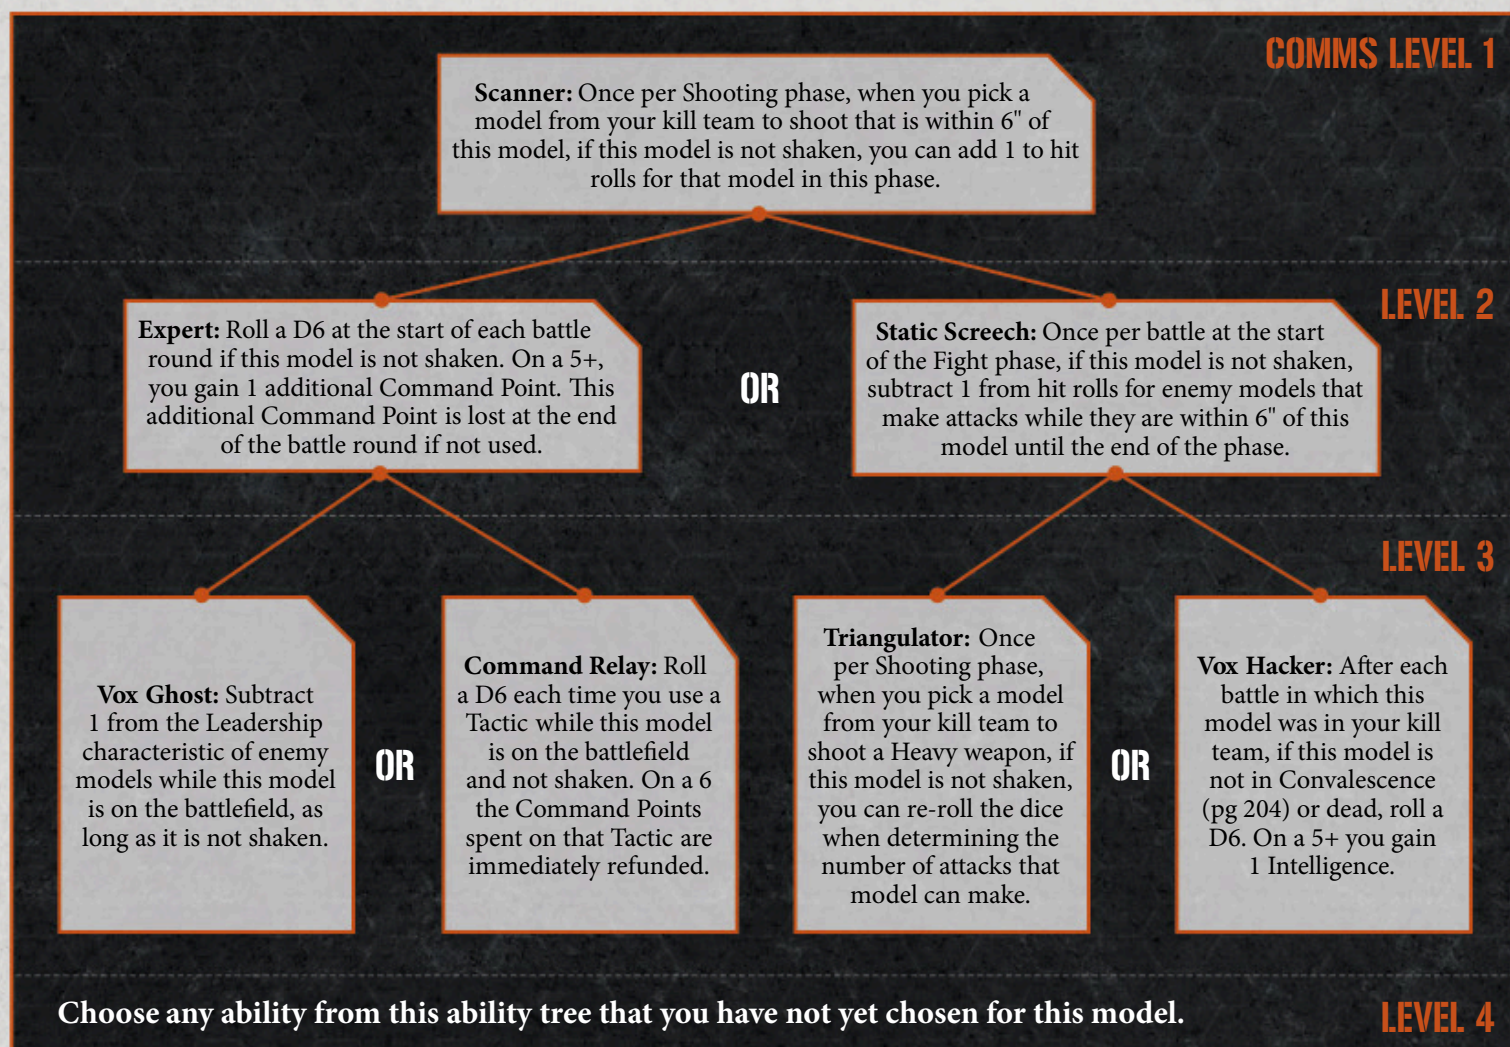 COMMS LEVEL 1
Scanner: Once per Shooting phase, when you pick a
model from your kill team to shoot that is within 6" of
this model, if this model is not shaken, you can add 1 to hit
rolls for that model in this phase.
LEVEL 2
Expert: Roll a D6 at the start of each battle
round if this model is not shaken. On a 5+,
you gain 1 additional Command Point. This
additional Command Point is lost at the end
of the battle round if not used.
OR
Static Screech: Once per battle at the start
of the Fight phase, if this model is not shaken,
subtract 1 from hit rolls for enemy models that
make attacks while they are within 6" of this
model until the end of the phase.
LEVEL 3
Vox Ghost: Subtract
1 from the Leadership
characteristic of enemy
models while this model
is on the battlefield, as
long as it is not shaken.
OR
Command Relay: Roll
a D6 each time you use a
Tactic while this model
is on the battlefield
and not shaken. On a 6
the Command Points
spent on that Tactic are
immediately refunded.
Triangulator: Once
per Shooting phase,
when you pick a model
from your kill team to
shoot a Heavy weapon, if
this model is not shaken,
you can re-roll the dice
when determining the
number of attacks that
model can make.
OR
Vox Hacker: After each
battle in which this
model was in your kill
team, if this model is
not in Convalescence
(pg 204) or dead, roll a
D6. On a 5+ you gain
1 Intelligence.
Choose any ability from this ability tree that you have not yet chosen for this model.
LEVEL 4